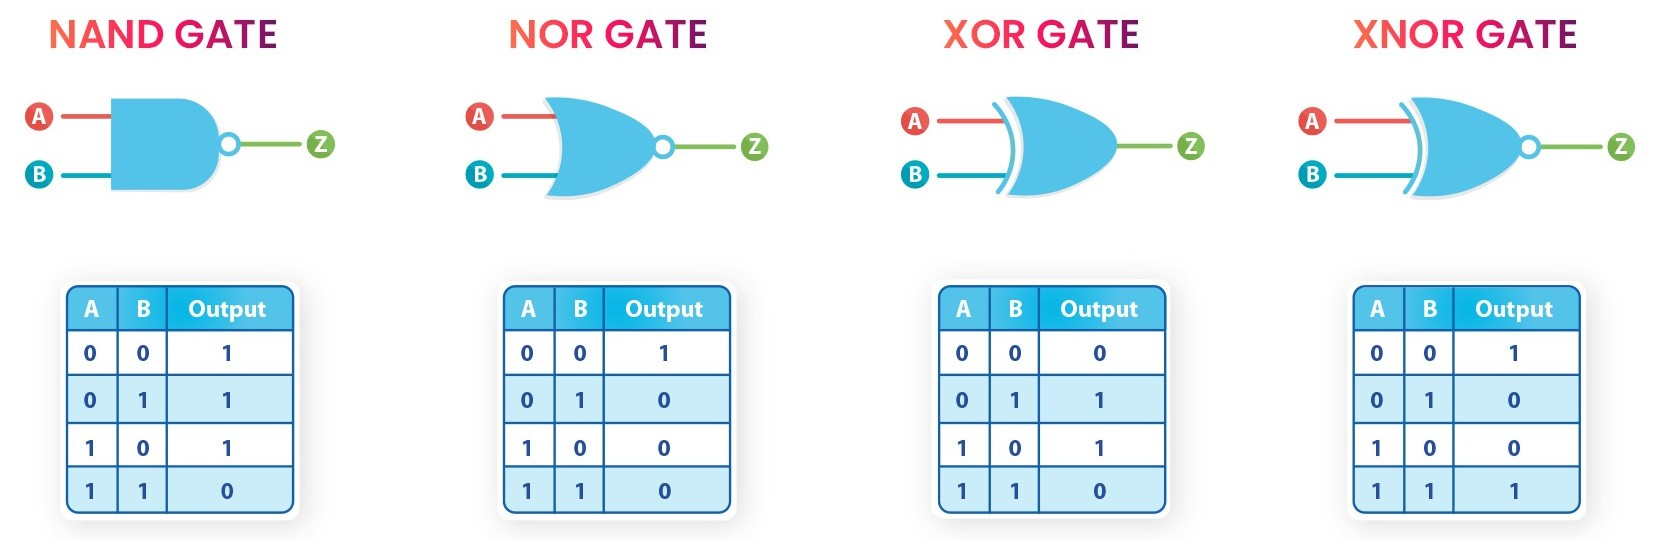 NAND GATE
A
B
Z
A B Output
0 0 1
0 1 1
1 0 1
1 1 0
NOR GATE
A
B
Z
A B Output
0 0 1
0 1 0
1 0 0
1 1 0
XOR GATE
A
B
Z
A B Output
0 0 0
0 1 1
1 0 1
1 1 0
XNOR GATE
A
B
Z
A B Output
0 0 1
0 1 0
1 0 0
1 1 1